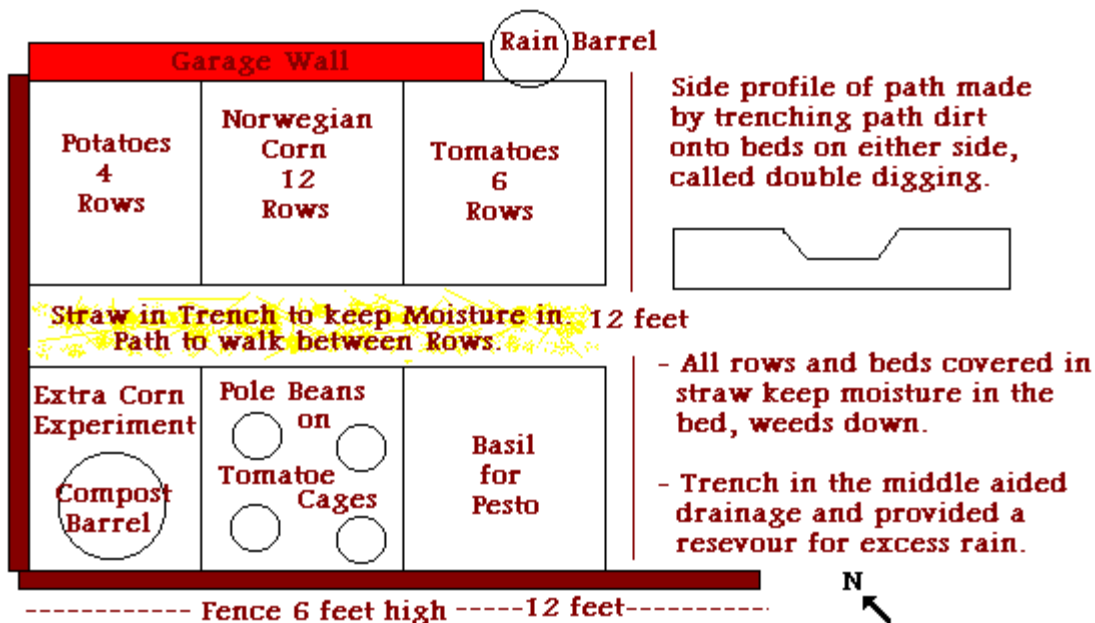 Rain Barrel
Garage Wall
Potatoes
4
Rows
Norwegian
Corn
12
Rows
Tomatoes
6
Rows
Side profile of path made
by trenching path dirt
onto beds on either side,
called double digging.
Straw in Trench to keep Moisture in.
Path to walk between Rows.
12 feet
Extra Corn
Experiment
Compost
Barrel
Pole Beans
on
Tomatoe
Cages
Basil
for
Pesto
- All rows and beds covered in
straw keep moisture in the
bed, weeds down.
- Trench in the middle aided
drainage and provided a
resevour for excess rain.
N
---------- Fence 6 feet high -----12 feet----------